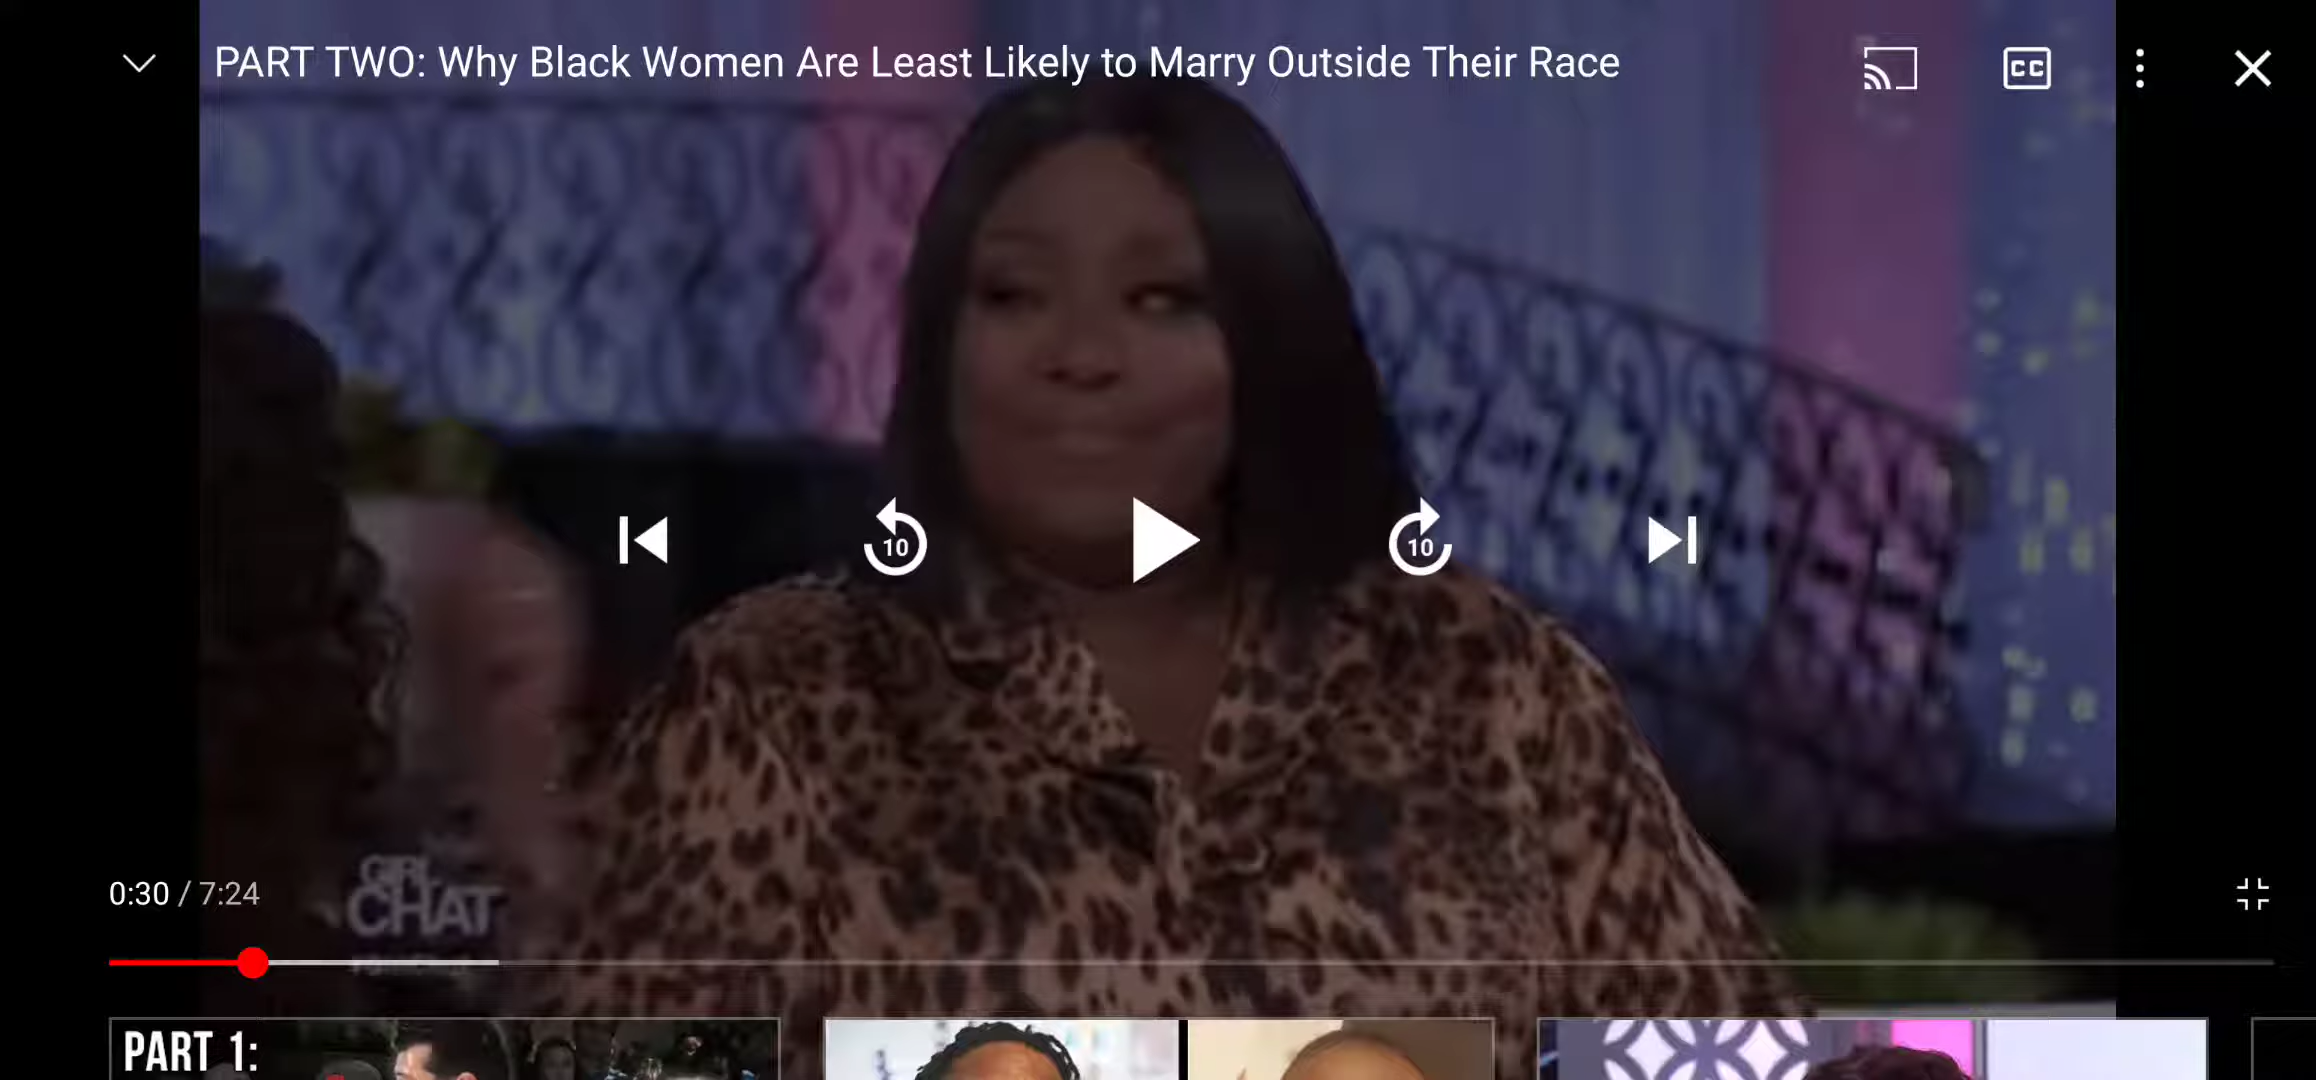 PART TWO: Why Black Women Are Least Likely to Marry Outside Their Race
CC
10
10
0:30 / 7:24
GIRL
CHAT
PART 1: